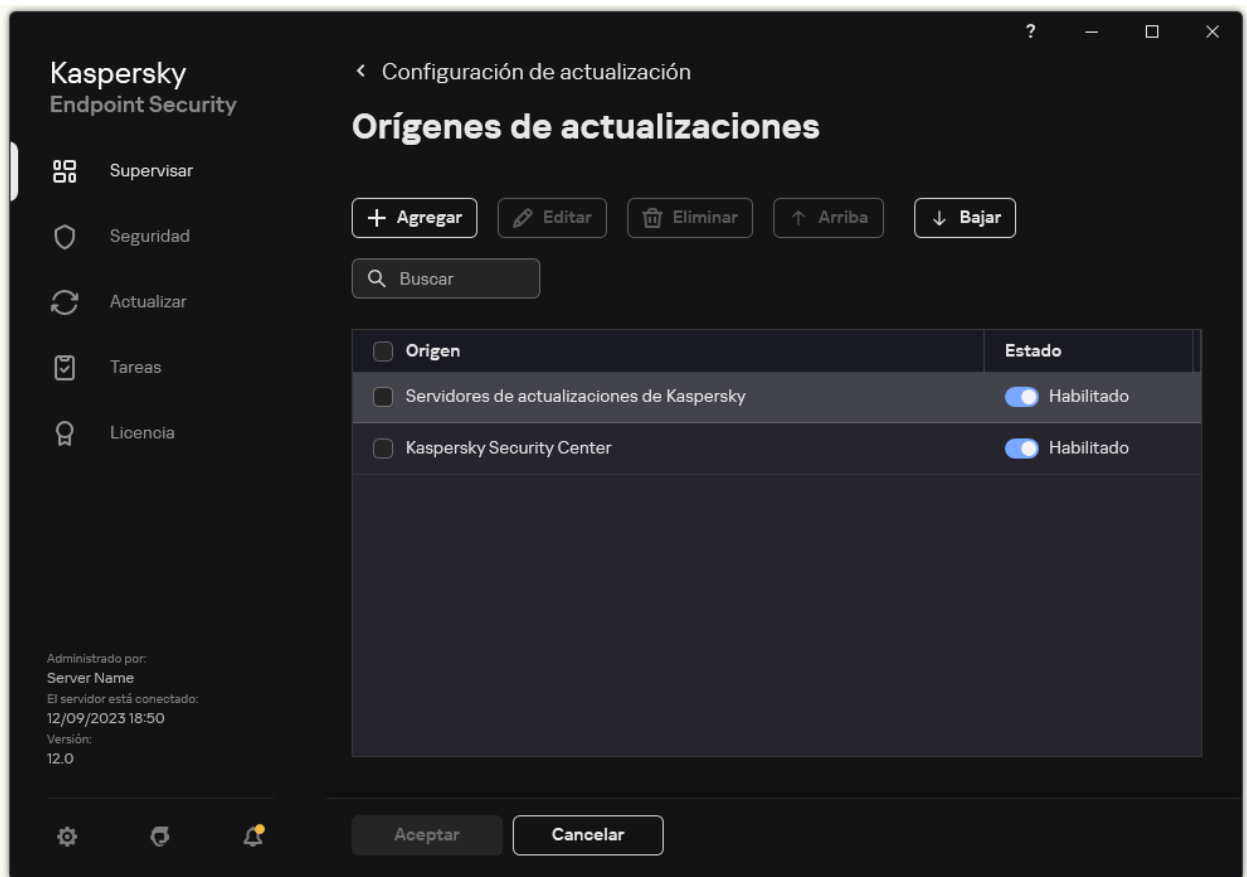 ?
Kaspersky
Endpoint Security
Supervisar
Seguridad
Actualizar
Tareas
Licencia
Administrado por:
Server Name
El servidor está conectado:
12/09/2023 18:50
Versión:
12.0
Configuración de actualización
Orígenes de actualizaciones
Agregar Editar Eliminar Arriba Bajar
Buscar
Origen Estado
Servidores de actualizaciones de Kaspersky Habilitado
Kaspersky Security Center Habilitado
Aceptar Cancelar